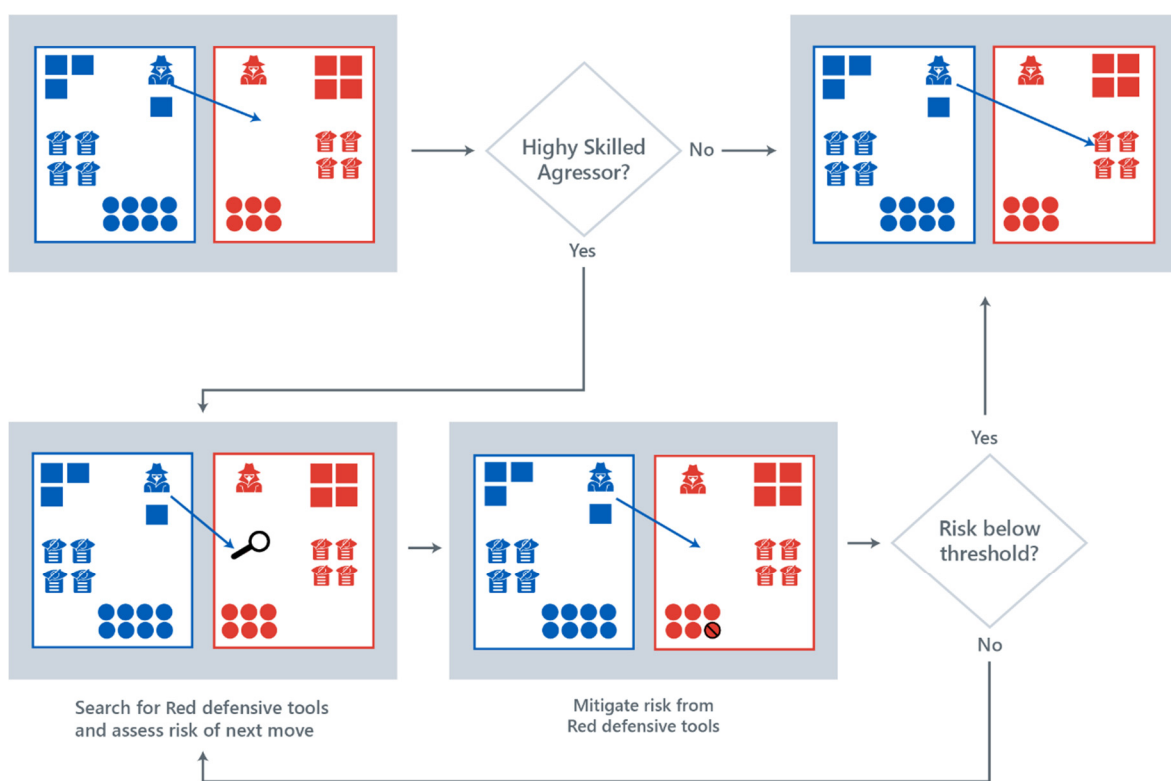 Highy Skilled
Agressor?
No
Yes
Search for Red defensive tools
and assess risk of next move
Mitigate risk from
Red defensive tools
Yes
Risk below
threshold?
No